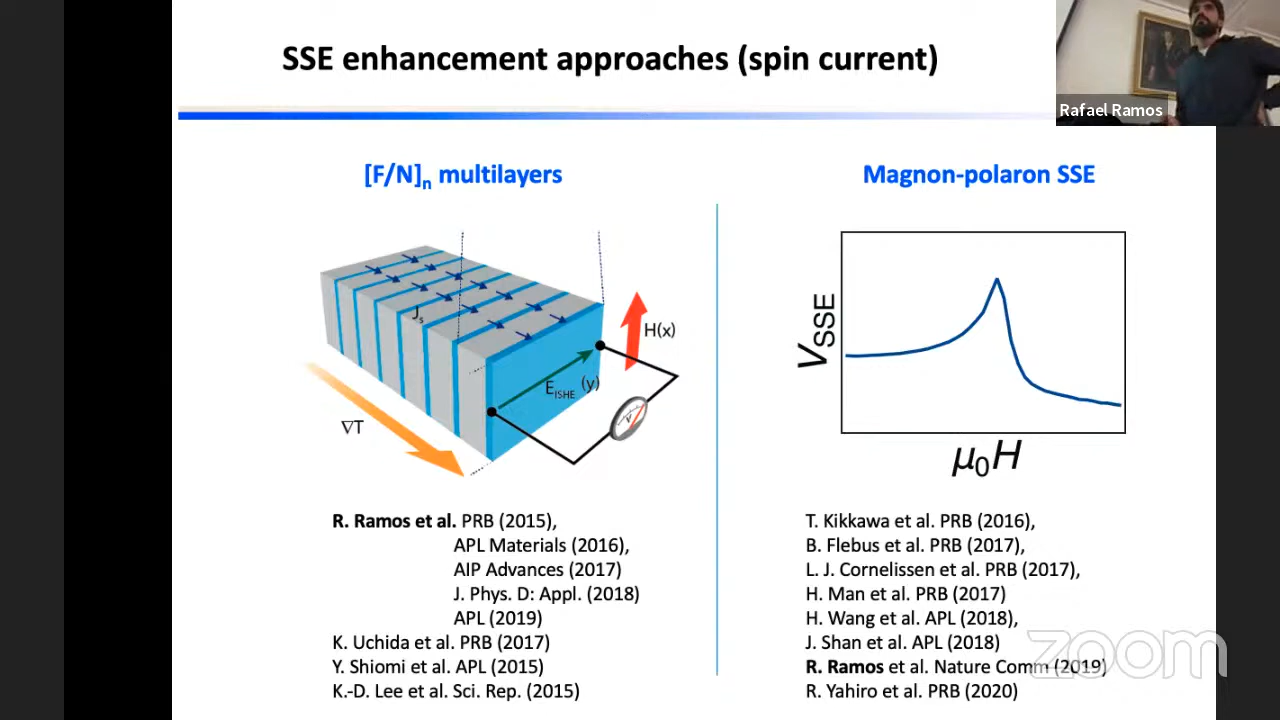 SSE enhancement approaches (spin current)
Rafael Ramos
[F/N]n multilayers
Js
H(x)
EISHE (y)
V
∇T
R. Ramos et al. PRB (2015),
APL Materials (2016),
AIP Advances (2017)
J. Phys. D: Appl. (2018)
APL (2019)
K. Uchida et al. PRB (2017)
Y. Shiomi et al. APL (2015)
K.-D. Lee et al. Sci. Rep. (2015)
Magnon-polaron SSE
VSSE
μ0H
T. Kikkawa et al. PRB (2016),
B. Flebus et al. PRB (2017),
L. J. Cornelissen et al. PRB (2017),
H. Man et al. PRB (2017)
H. Wang et al. APL (2018),
J. Shan et al. APL (2018)
R. Ramos et al. Nature Comm (2019)
R. Yahiro et al. PRB (2020)
zoom